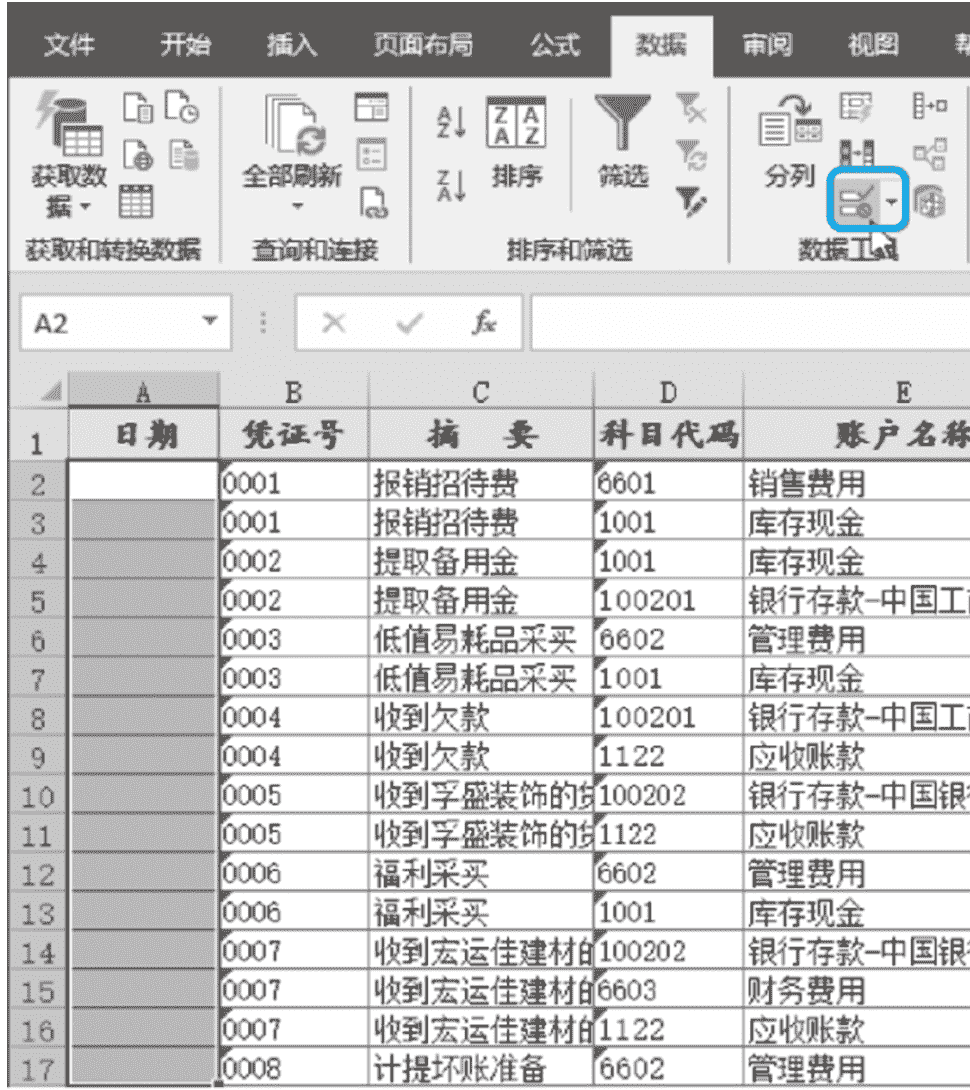 文件 开始 插入 页面布局 公式 数据 审阅 视图
获取数据 全部刷新 排序 筛选 分列
获取和转换数据 查询和连接 排序和筛选 数据工具
A2 fx
A B C D E
1 日期 凭证号 摘 要 科目代码 账户名称
2 0001 报销招待费 6601 销售费用
3 0001 报销招待费 1001 库存现金
4 0002 提取备用金 1001 库存现金
5 0002 提取备用金 100201 银行存款-中国工
6 0003 低值易耗品采买 6602 管理费用
7 0003 低值易耗品采买 1001 库存现金
8 0004 收到欠款 100201 银行存款-中国工
9 0004 收到欠款 1122 应收账款
10 0005 收到孚盛装饰的 100202 银行存款-中国银
11 0005 收到孚盛装饰的 1122 应收账款
12 0006 福利采买 6602 管理费用
13 0006 福利采买 1001 库存现金
14 0007 收到宏运佳建材 100202 银行存款-中国银
15 0007 收到宏运佳建材 6603 财务费用
16 0007 收到宏运佳建材 1122 应收账款
17 0008 计提坏账准备 6602 管理费用